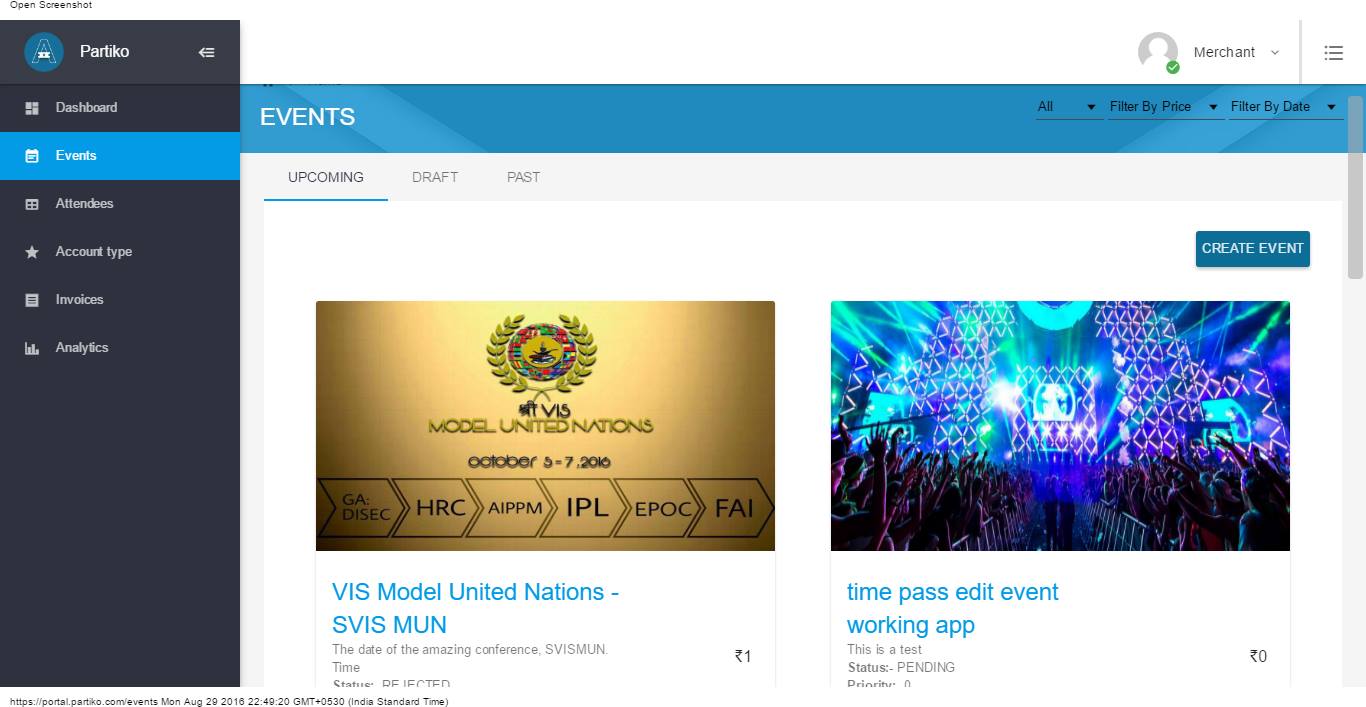 Open Screenshot
Partiko
Merchant
Dashboard
Events
Attendees
Account type
Invoices
Analytics
EVENTS
All
Filter By Price
Filter By Date
UPCOMING
DRAFT
PAST
CREATE EVENT
श्री VIS
MODEL UNITED NATIONS
October 5-7,2016
GA: DISEC
HRC
AIPPM
IPL
EPOC
FAI
VIS Model United Nations -
SVIS MUN
The date of the amazing conference, SVISMUN.
Time
Status:- REJECTED
₹1
time pass edit event
working app
This is a test
Status:- PENDING
Priority:- 0
₹0
https://portal.partiko.com/events Mon Aug 29 2016 22:49:20 GMT+0530 (India Standard Time)